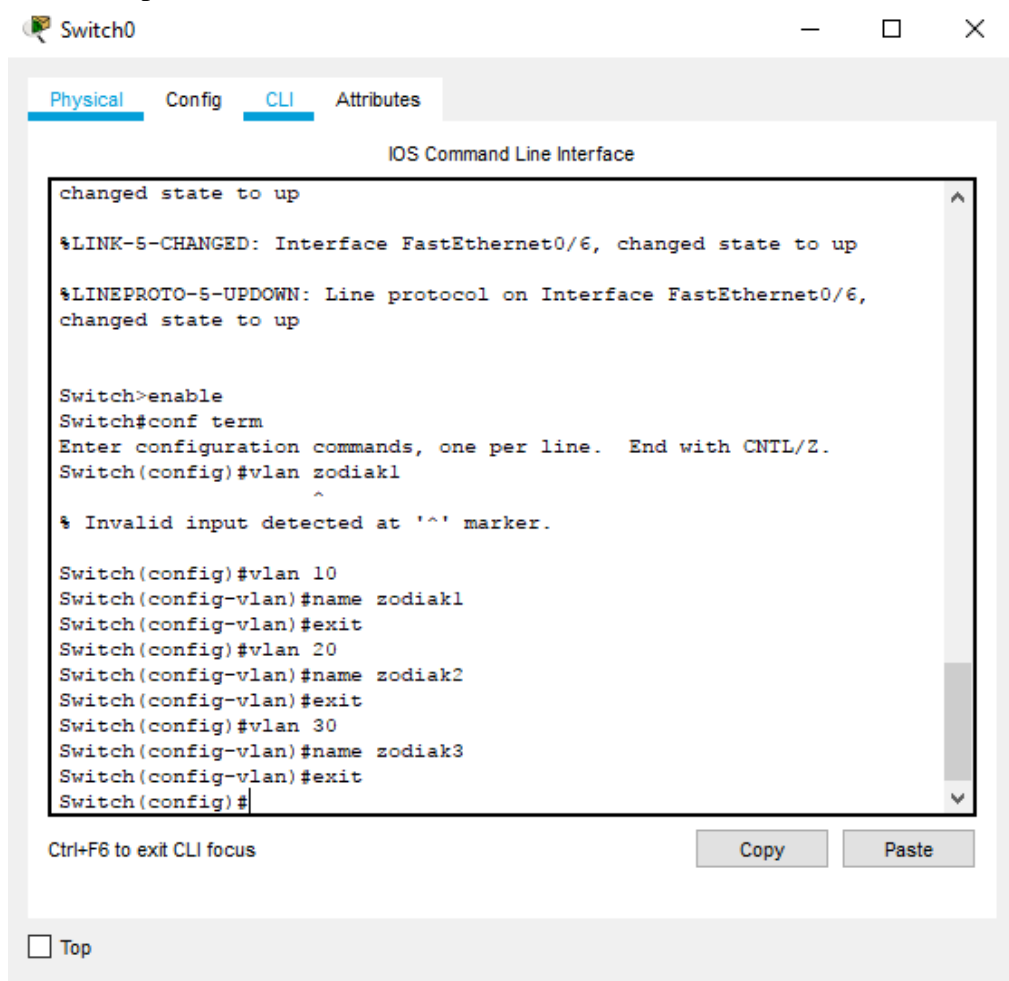 Switch0
Physical Config CLI Attributes
IOS Command Line Interface
changed state to up
%LINK-5-CHANGED: Interface FastEthernet0/6, changed state to up
%LINEPROTO-5-UPDOWN: Line protocol on Interface FastEthernet0/6,
changed state to up
Switch>enable
Switch#conf term
Enter configuration commands, one per line.  End with CNTL/Z.
Switch(config)#vlan zodiak1
^
% Invalid input detected at '^' marker.
Switch(config)#vlan 10
Switch(config-vlan)#name zodiak1
Switch(config-vlan)#exit
Switch(config)#vlan 20
Switch(config-vlan)#name zodiak2
Switch(config-vlan)#exit
Switch(config)#vlan 30
Switch(config-vlan)#name zodiak3
Switch(config-vlan)#exit
Switch(config)#
Ctrl+F6 to exit CLI focus
Copy Paste
Top